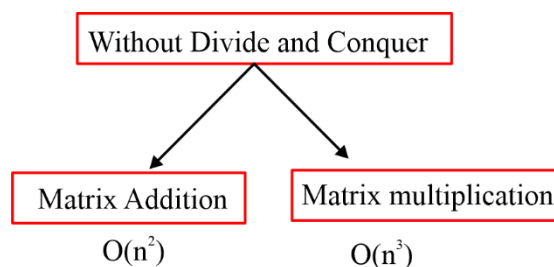 Without Divide and Conquer
Matrix Addition
Matrix multiplication
O(n²)
O(n³)